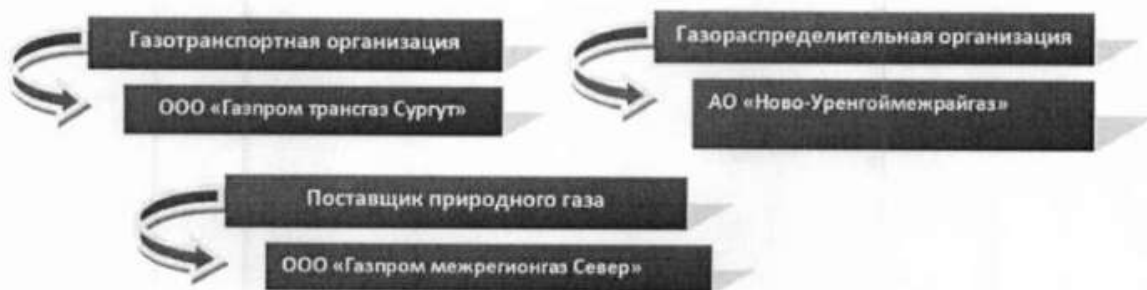 Газотранспортная организация
ООО «Газпром трансгаз Сургут»
Газораспределительная организация
АО «Ново-Уренгоймежрайгаз»
Поставщик природного газа
ООО «Газпром межрегионгаз Север»